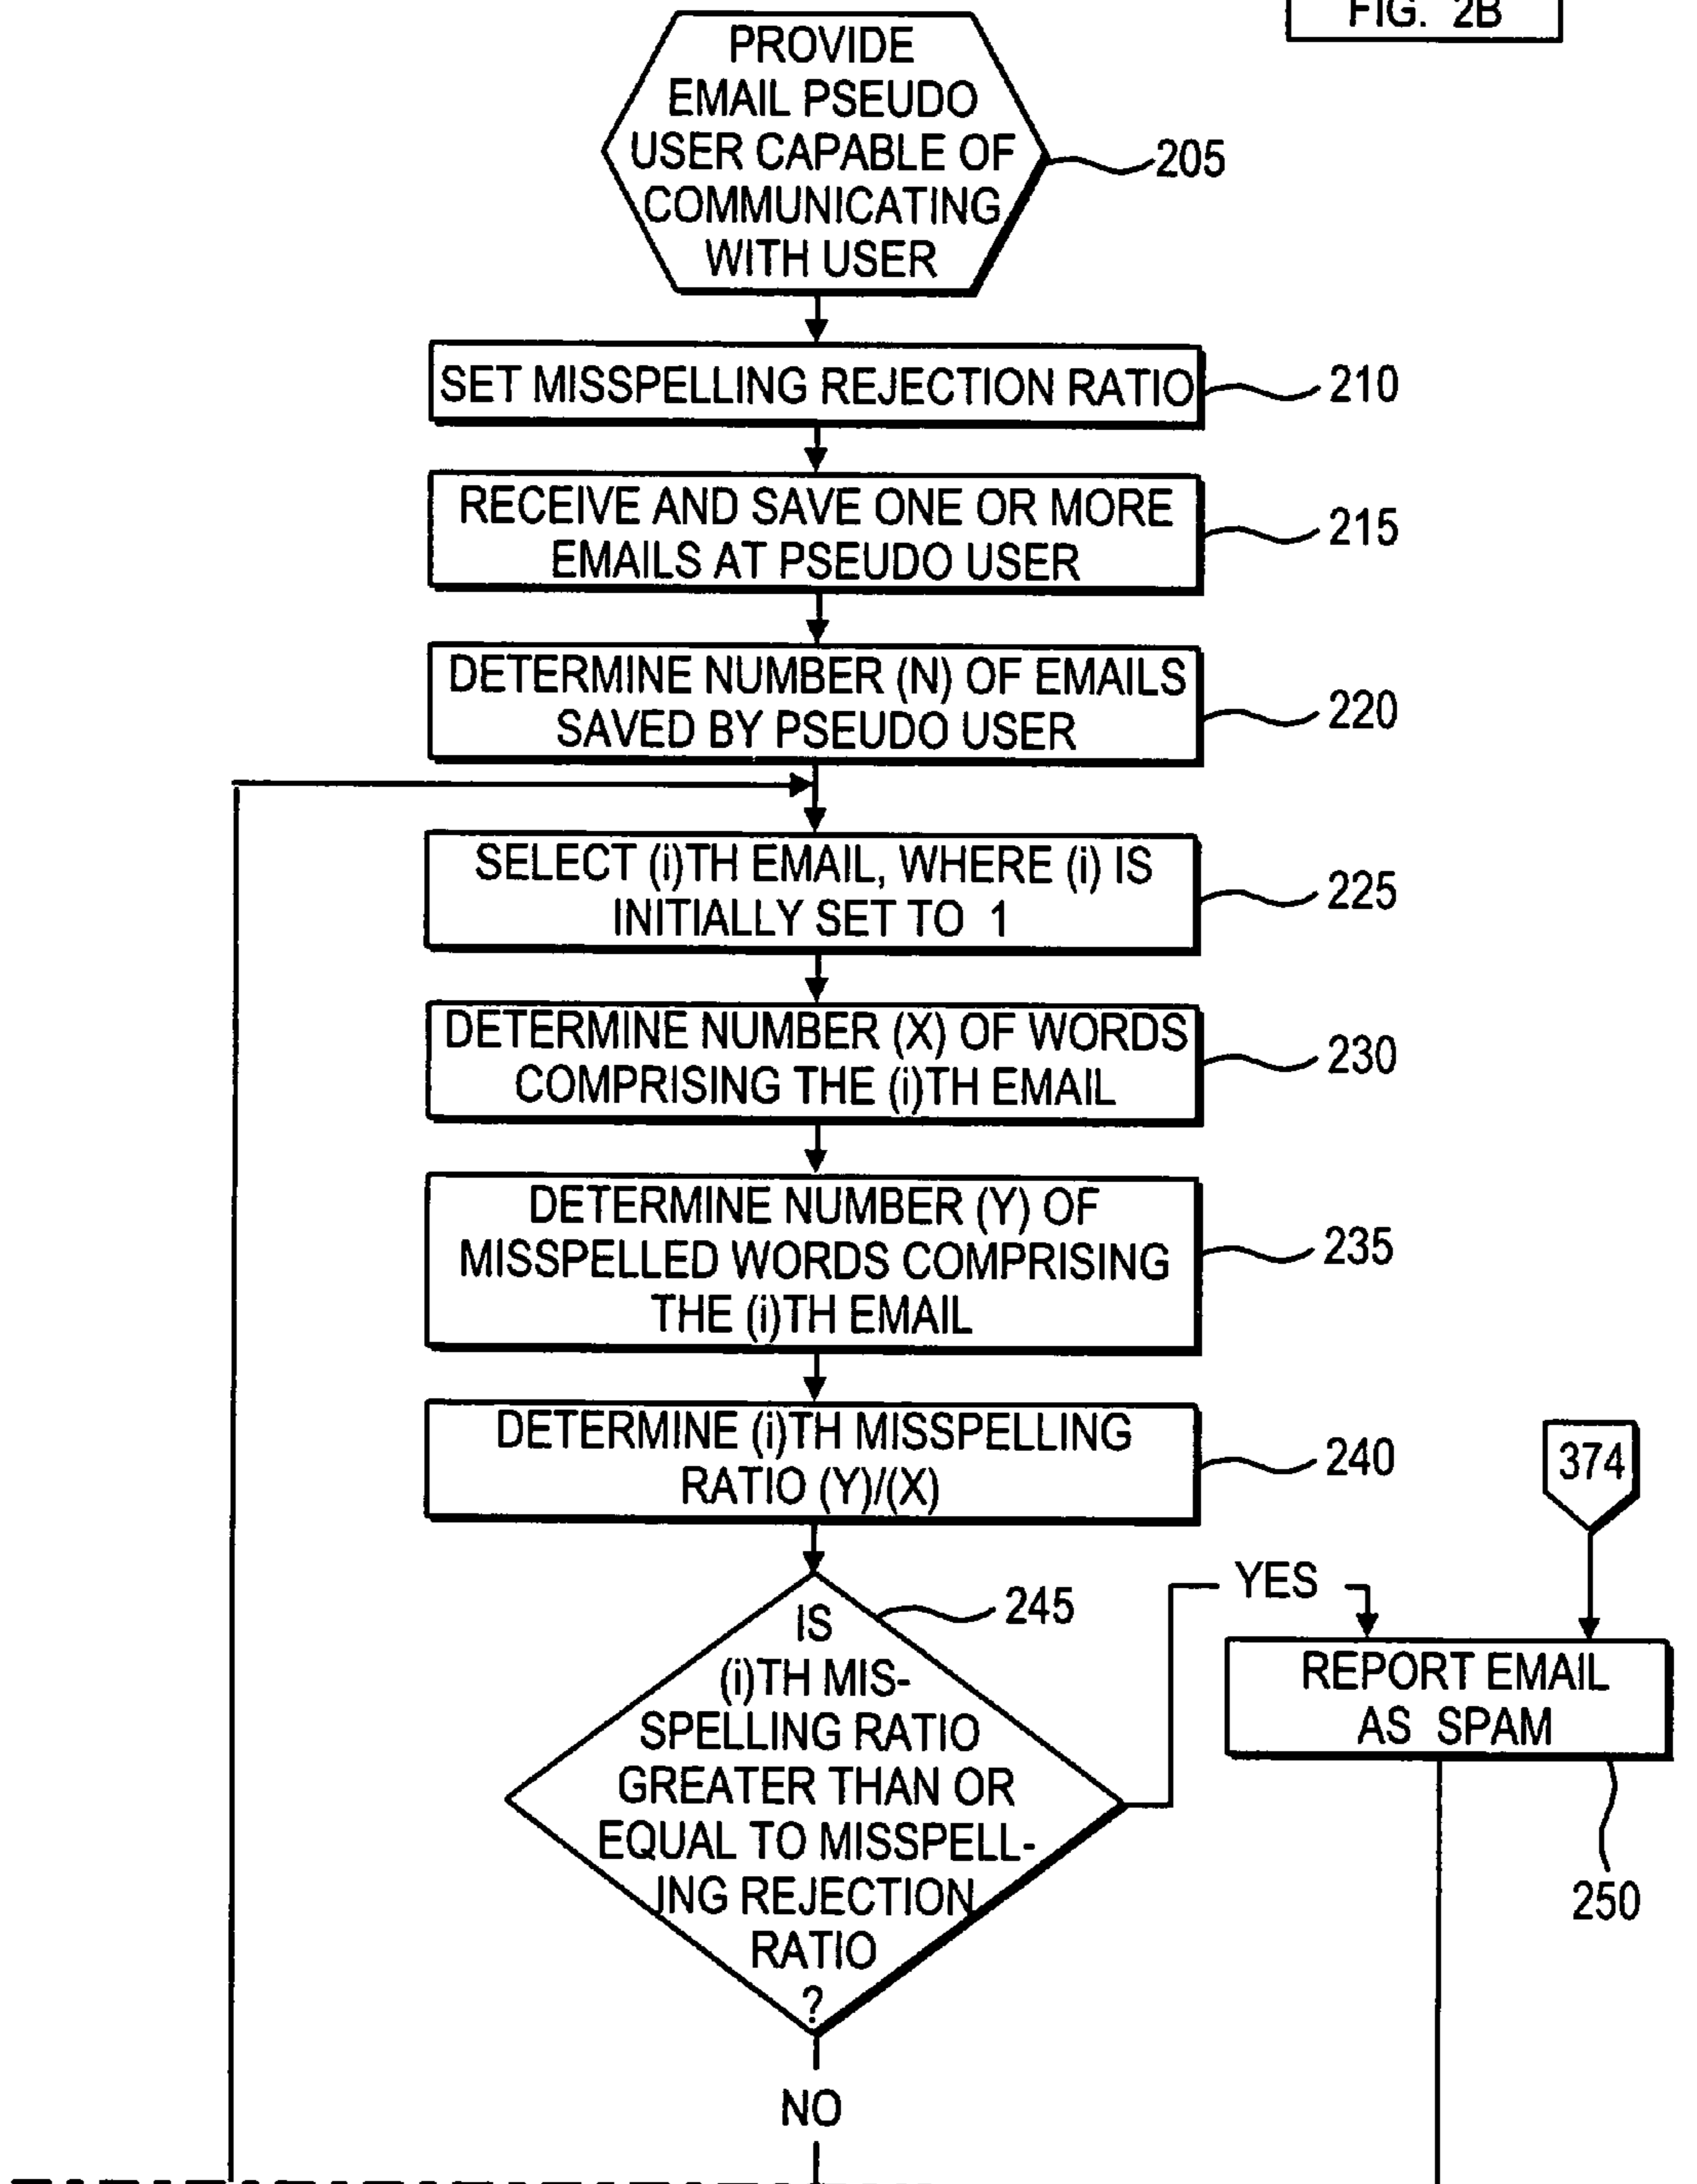 FIG. 2B
PROVIDE
EMAIL PSEUDO
USER CAPABLE OF
COMMUNICATING
WITH USER
205
SET MISSPELLING REJECTION RATIO
210
RECEIVE AND SAVE ONE OR MORE
EMAILS AT PSEUDO USER
215
DETERMINE NUMBER (N) OF EMAILS
SAVED BY PSEUDO USER
220
SELECT (i)TH EMAIL, WHERE (i) IS
INITIALLY SET TO 1
225
DETERMINE NUMBER (X) OF WORDS
COMPRISING THE (i)TH EMAIL
230
DETERMINE NUMBER (Y) OF
MISSPELLED WORDS COMPRISING
THE (i)TH EMAIL
235
DETERMINE (i)TH MISSPELLING
RATIO (Y)/(X)
240
374
IS
(i)TH MIS-
SPELLING RATIO
GREATER THAN OR
EQUAL TO MISSPELL-
ING REJECTION
RATIO
?
245
YES
REPORT EMAIL
AS SPAM
250
NO